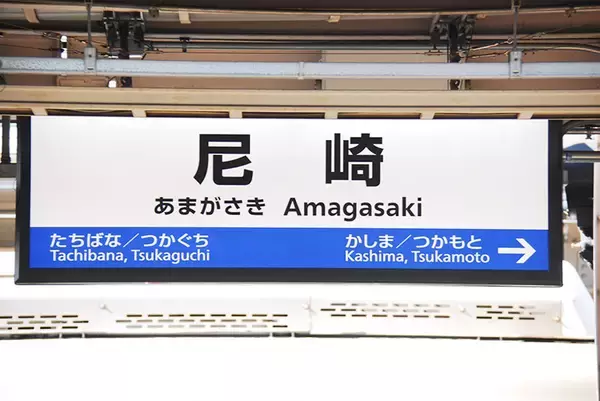 尼崎
あまがさき Amagasaki
たちばな／つかぐち
Tachibana, Tsukaguchi
かしま／つかもと →
Kashima, Tsukamoto